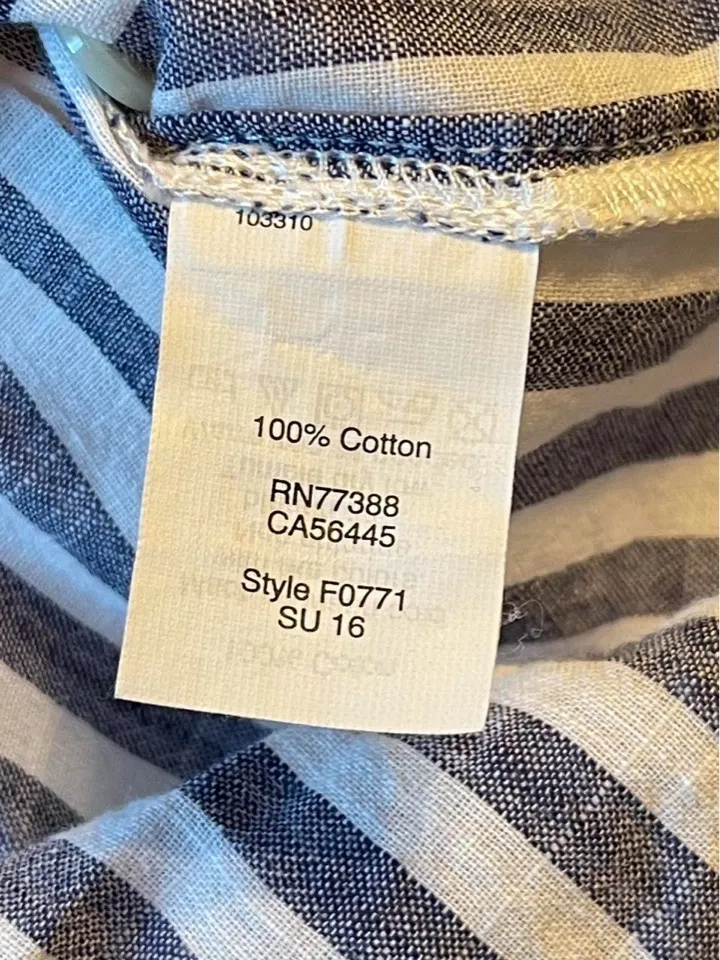 103310
100% Cotton
RN77388
CA56445
Style F0771
SU 16